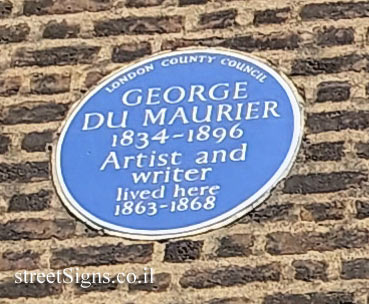 LONDON COUNTY COUNCIL
GEORGE
DU MAURIER
1834-1896
Artist and
writer
lived here
1863-1868
streetSigns.co.il